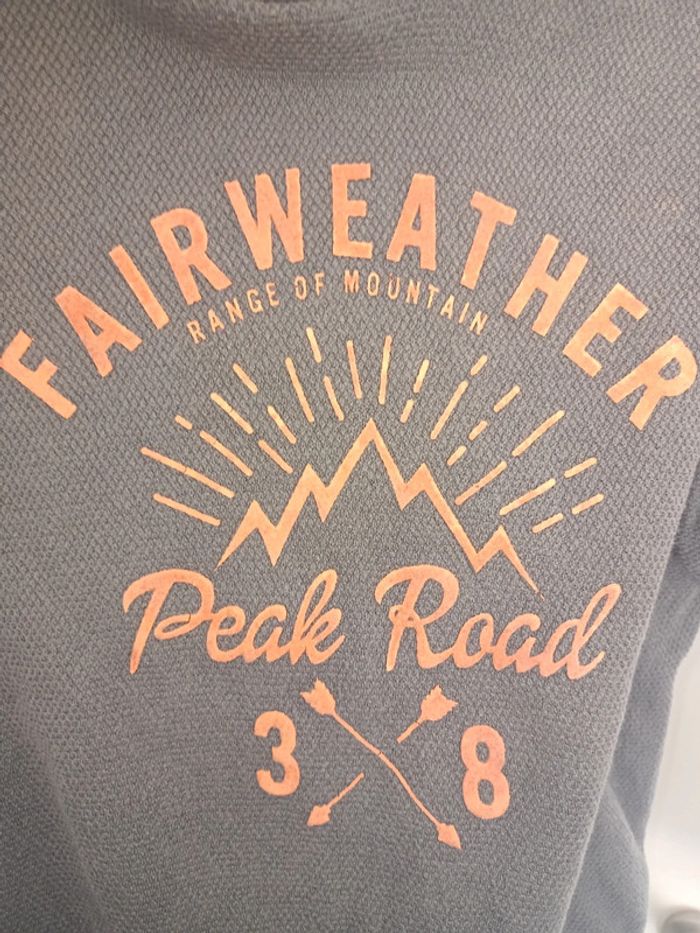 FAIRWEATHER
RANGE OF MOUNTAIN
Peak Road
3 8